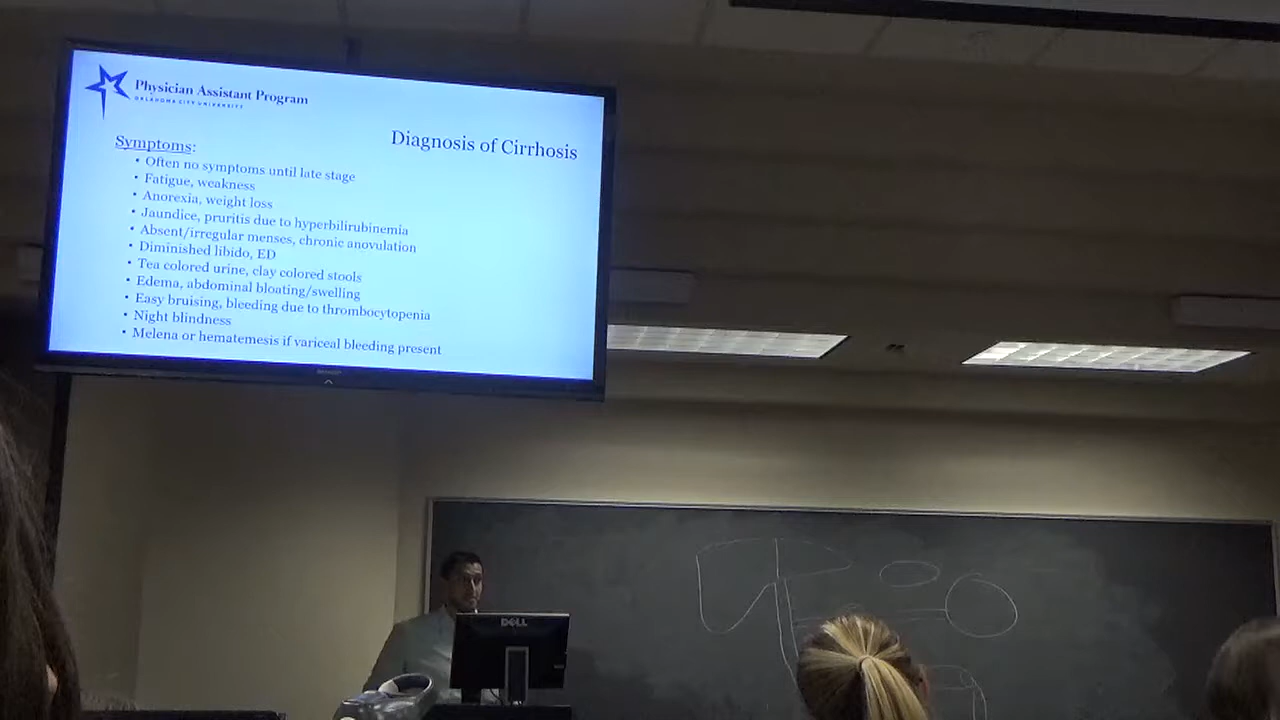 Physician Assistant Program
OKLAHOMA CITY UNIVERSITY
Diagnosis of Cirrhosis
Symptoms:
• Often no symptoms until late stage
• Fatigue, weakness
• Anorexia, weight loss
• Jaundice, pruritis due to hyperbilirubinemia
• Absent/irregular menses, chronic anovulation
• Diminished libido, ED
• Tea colored urine, clay colored stools
• Edema, abdominal bloating/swelling
• Easy bruising, bleeding due to thrombocytopenia
• Night blindness
• Melena or hematemesis if variceal bleeding present
DELL